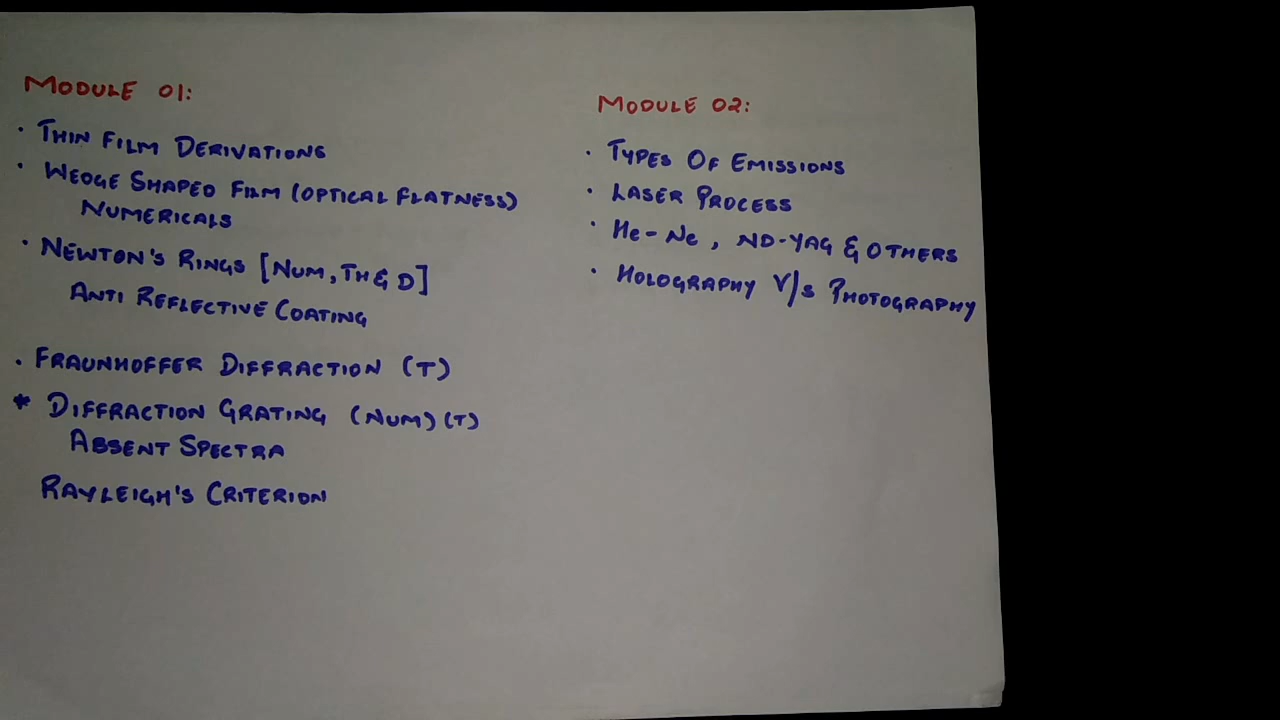 MODULE 01:
· THIN FILM DERIVATIONS
· WEDGE SHAPED FILM (OPTICAL FLATNESS)
NUMERICALS
· NEWTON'S RINGS [NUM, TH & D]
ANTI REFLECTIVE COATING
· FRAUNHOFFER DIFFRACTION (T)
* DIFFRACTION GRATING (NUM) (T)
ABSENT SPECTRA
RAYLEIGH'S CRITERION
MODULE 02:
· TYPES OF EMISSIONS
· LASER PROCESS
· He-Ne, ND-YAG & OTHERS
· HOLOGRAPHY V/s PHOTOGRAPHY